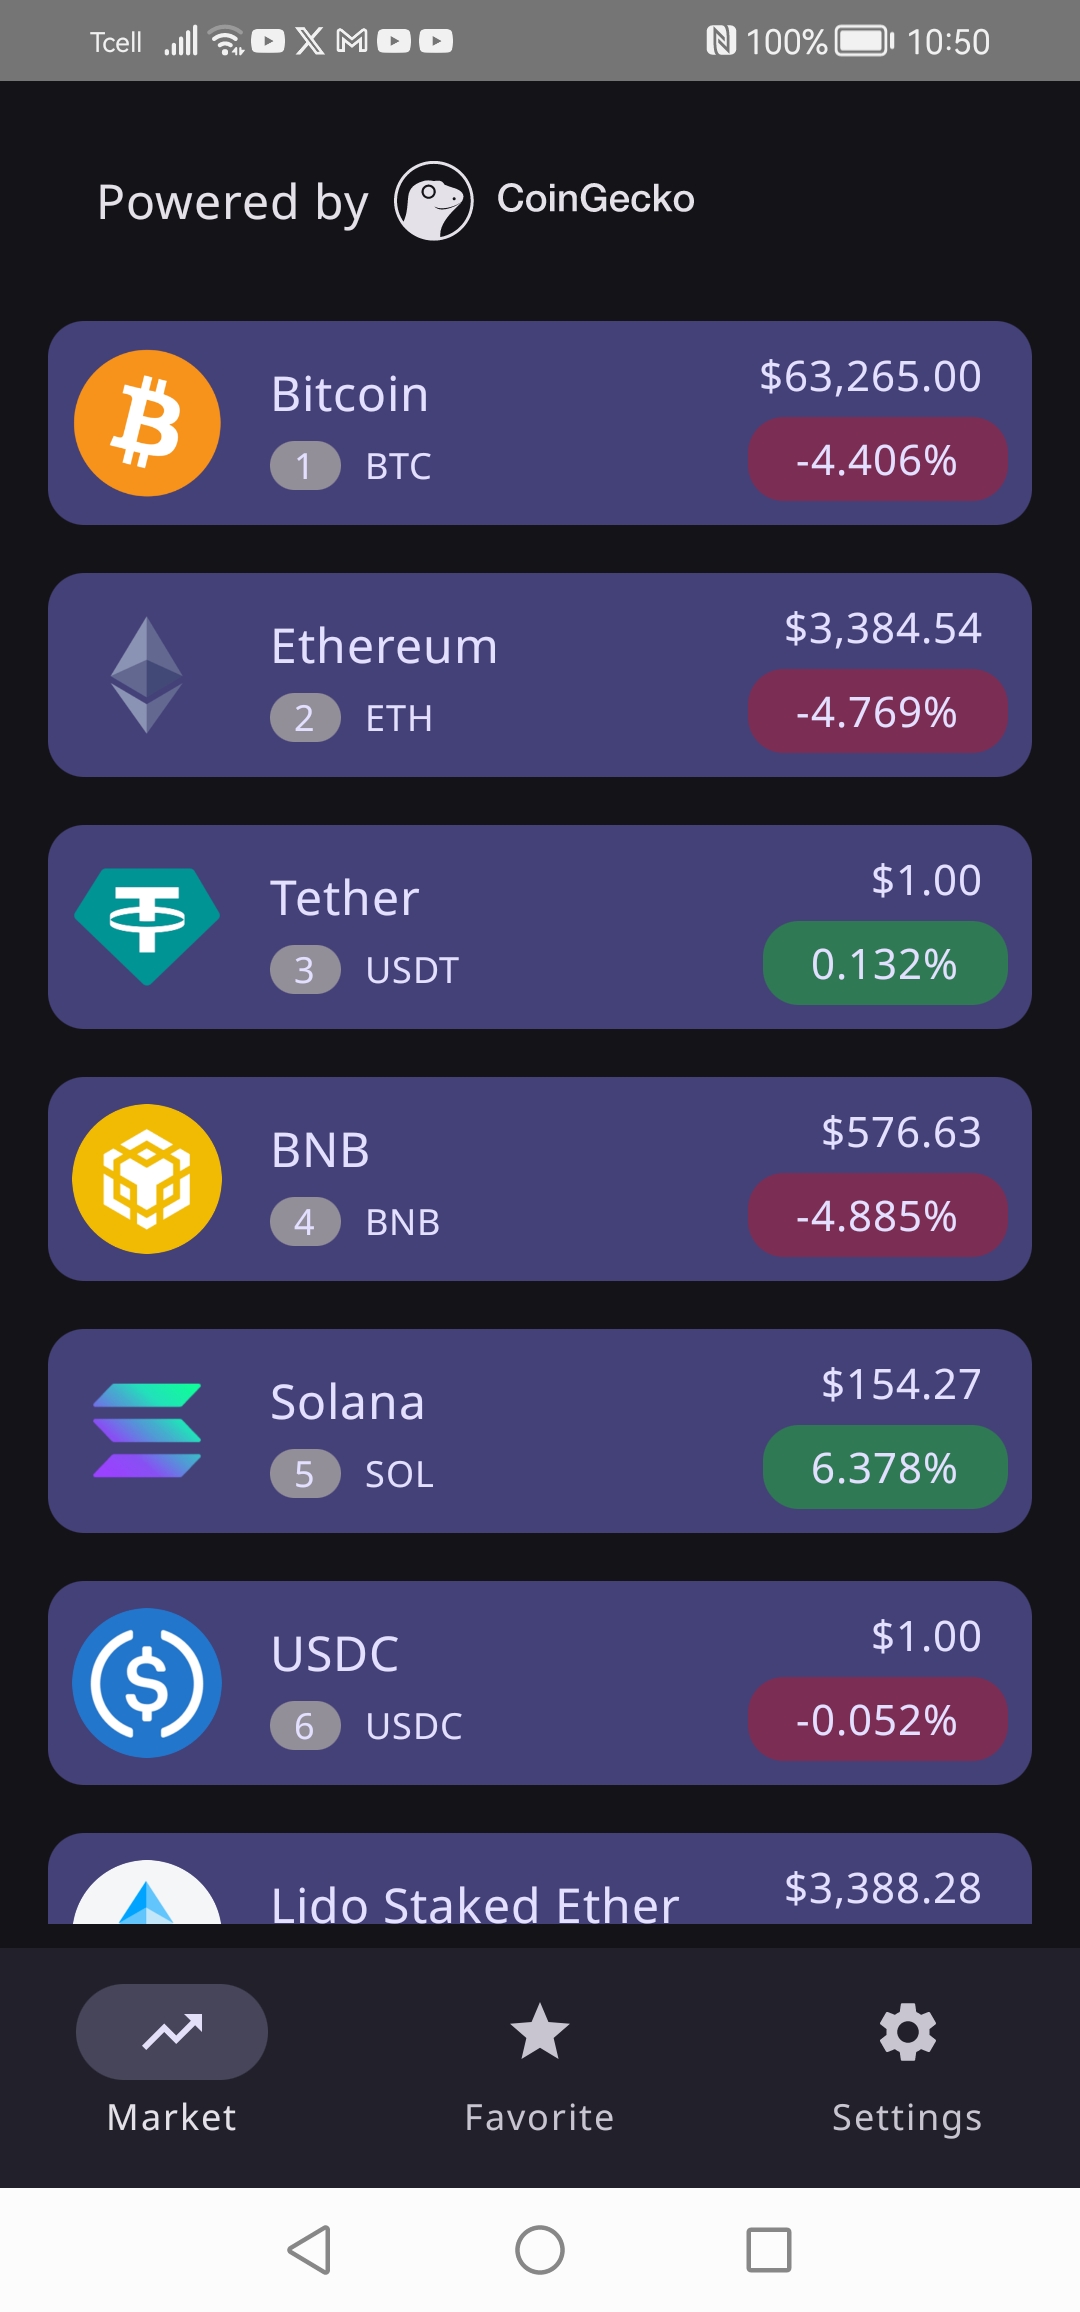 Tcell 100% 10:50
Powered by CoinGecko
Bitcoin $63,265.00
1 BTC -4.406%
Ethereum $3,384.54
2 ETH -4.769%
Tether $1.00
3 USDT 0.132%
BNB $576.63
4 BNB -4.885%
Solana $154.27
5 SOL 6.378%
USDC $1.00
6 USDC -0.052%
Lido Staked Ether $3,388.28
Market Favorite Settings